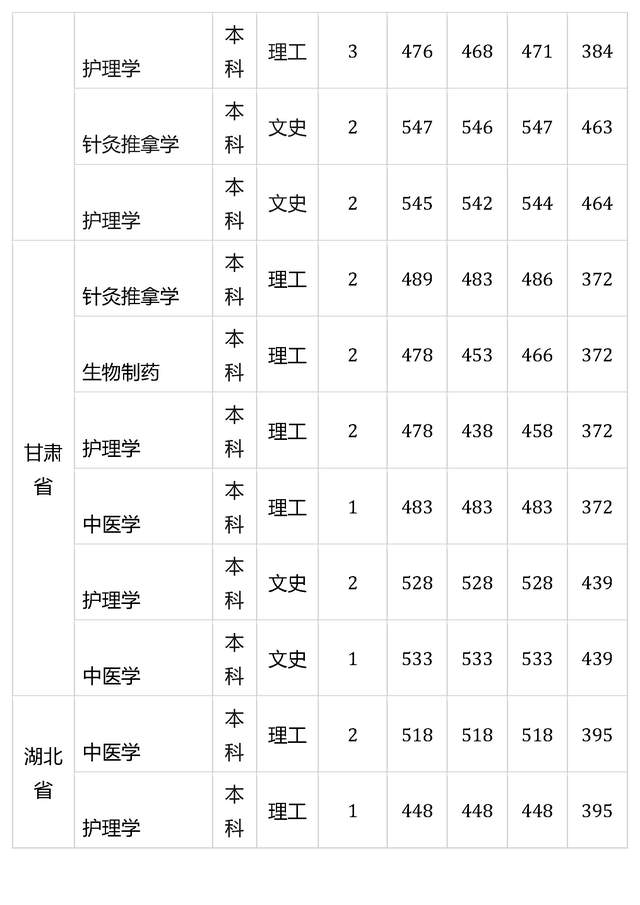 护理学 本科 理工 3 476 468 471 384
针灸推拿学 本科 文史 2 547 546 547 463
护理学 本科 文史 2 545 542 544 464
甘肃省
针灸推拿学 本科 理工 2 489 483 486 372
生物制药 本科 理工 2 478 453 466 372
护理学 本科 理工 2 478 438 458 372
中医学 本科 理工 1 483 483 483 372
护理学 本科 文史 2 528 528 528 439
中医学 本科 文史 1 533 533 533 439
湖北省
中医学 本科 理工 2 518 518 518 395
护理学 本科 理工 1 448 448 448 395